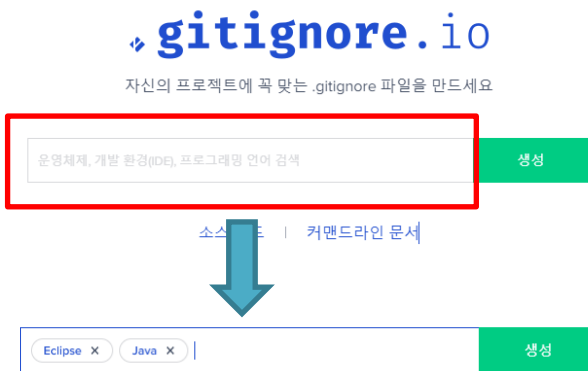 .gitignore.io
자신의 프로젝트에 꼭 맞는 .gitignore 파일을 만드세요
운영체제, 개발 환경(IDE), 프로그래밍 언어 검색 생성
커맨드라인 문서
Eclipse X Java X 생성